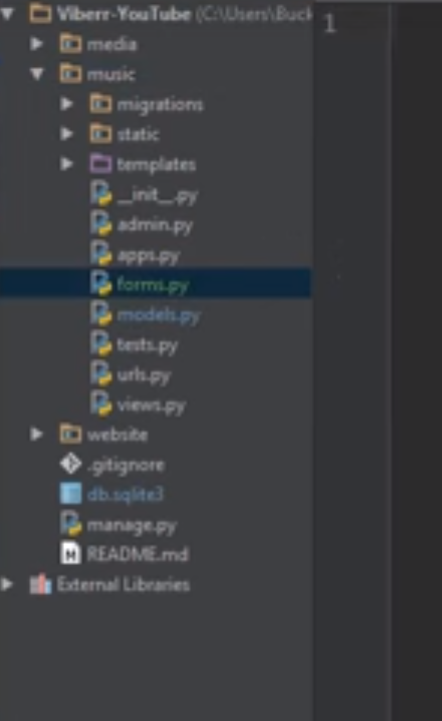 Viberr-YouTube (C:\Users\Buck
1
media
music
migrations
static
templates
__init__.py
admin.py
apps.py
forms.py
models.py
tests.py
urls.py
views.py
website
.gitignore
db.sqlite3
manage.py
README.md
External Libraries